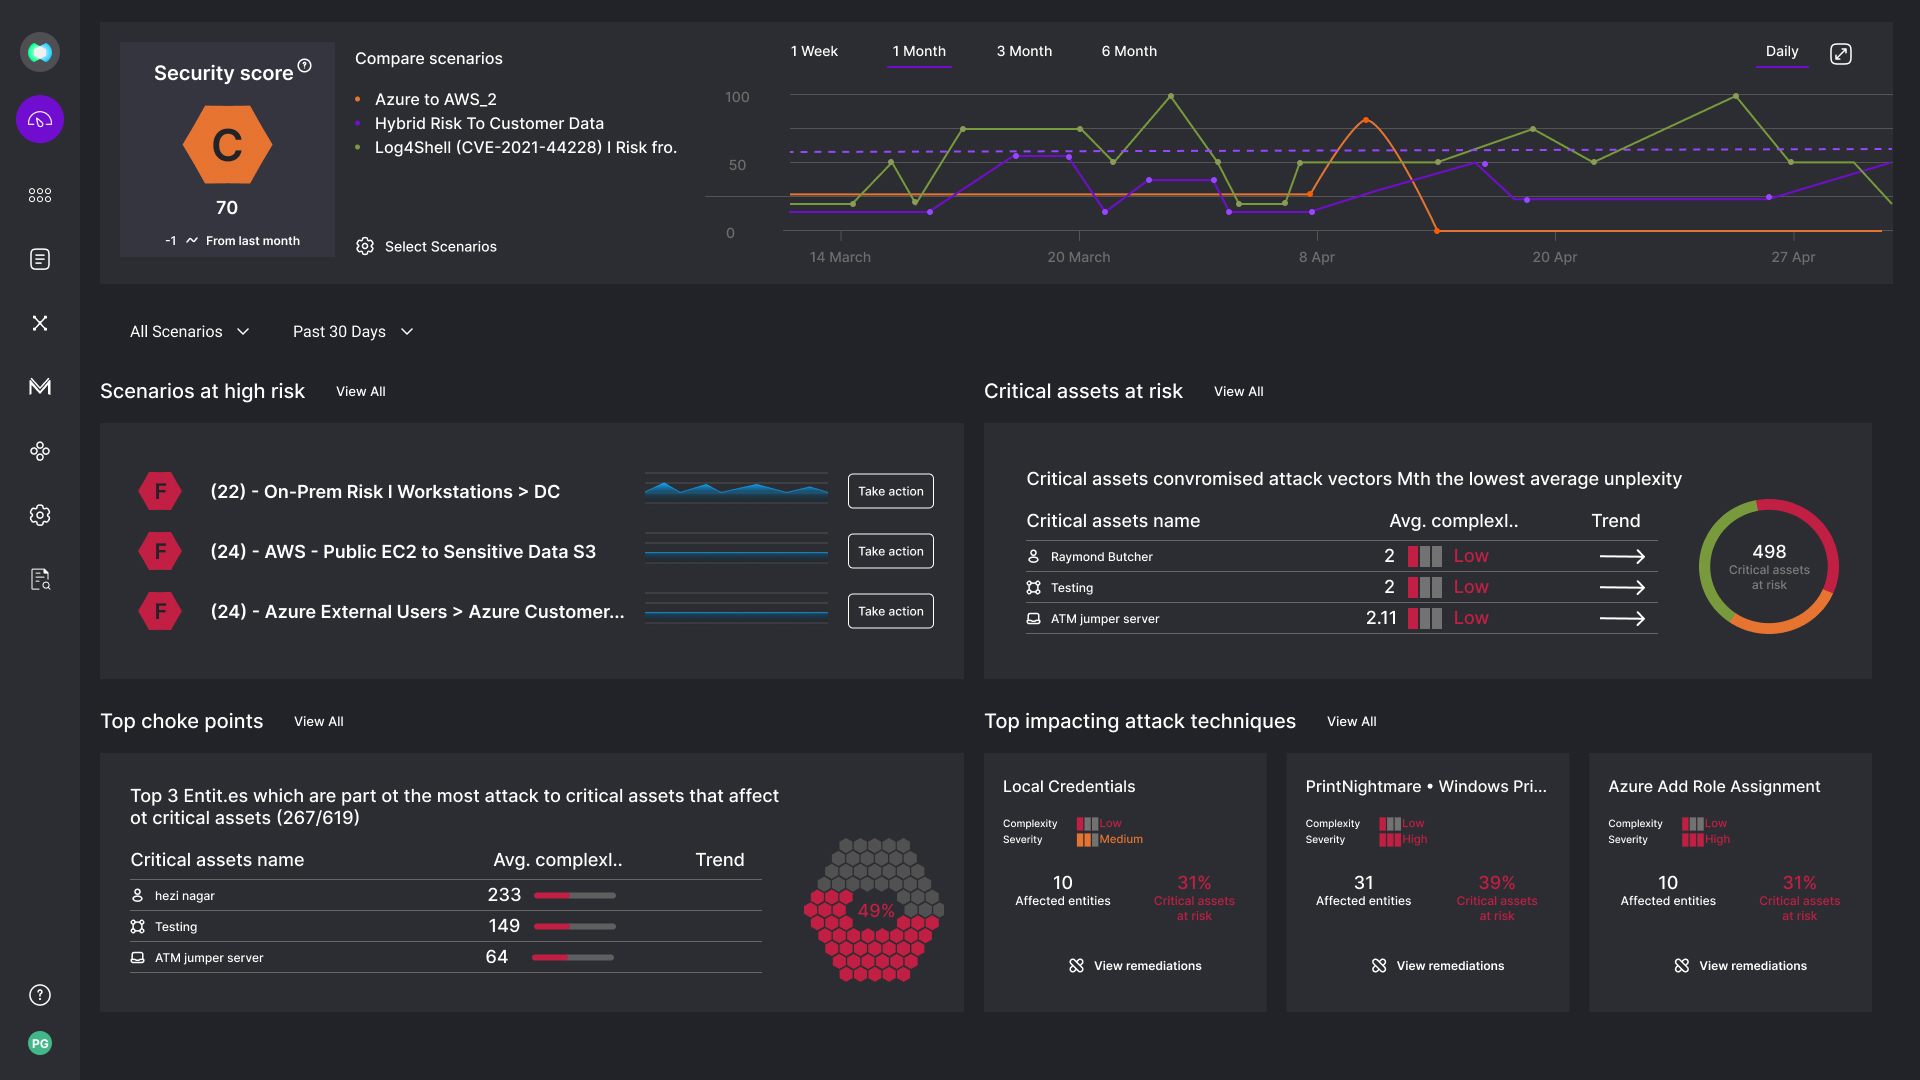 Security score
C
70
-1 From last month
Compare scenarios
Azure to AWS_2
Hybrid Risk To Customer Data
Log4Shell (CVE-2021-44228) I Risk fro.
Select Scenarios
1 Week 1 Month 3 Month 6 Month Daily
100
50
0
14 March 20 March 8 Apr 20 Apr 27 Apr
All Scenarios Past 30 Days
Scenarios at high risk View All
F (22) - On-Prem Risk I Workstations > DC Take action
F (24) - AWS - Public EC2 to Sensitive Data S3 Take action
F (24) - Azure External Users > Azure Customer... Take action
Critical assets at risk View All
Critical assets convromised attack vectors Mth the lowest average unplexity
Critical assets name Avg. complexl.. Trend
Raymond Butcher 2 Low
Testing 2 Low
ATM jumper server 2.11 Low
498
Critical assets
at risk
Top choke points View All
Top 3 Entit.es which are part ot the most attack to critical assets that affect
ot critical assets (267/619)
Critical assets name Avg. complexl.. Trend
hezi nagar 233
Testing 149
ATM jumper server 64
49%
Top impacting attack techniques View All
Local Credentials
Complexity Low
Severity Medium
10
Affected entities
31%
Critical assets
at risk
View remediations
PrintNightmare • Windows Pri...
Complexity Low
Severity High
31
Affected entities
39%
Critical assets
at risk
View remediations
Azure Add Role Assignment
Complexity Low
Severity High
10
Affected entities
31%
Critical assets
at risk
View remediations
?
PG